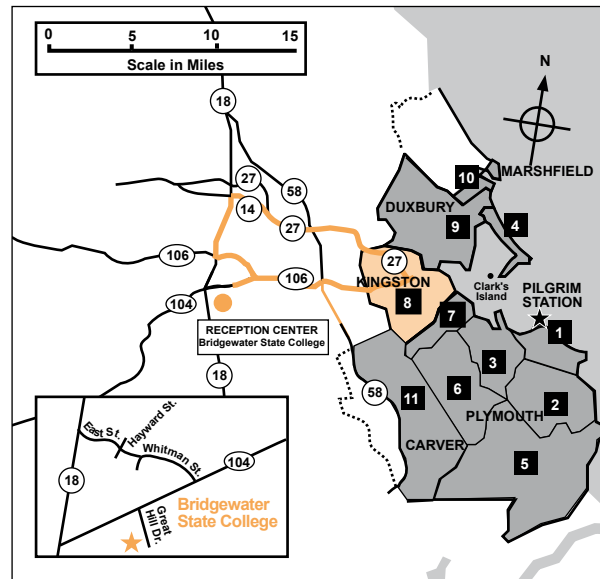 0 5 10 15
Scale in Miles
N
18
27
58
10
MARSHFIELD
14
DUXBURY
27
9
4
106
27
KINGSTON
Clark's
Island
106
8
PILGRIM
STATION
104
7
1
RECEPTION CENTER
Bridgewater State College
3
18
58
11
6
2
PLYMOUTH
CARVER
5
East St.
Hayward St.
Whitman St.
104
18
Great
Hill Dr.
Bridgewater
State College